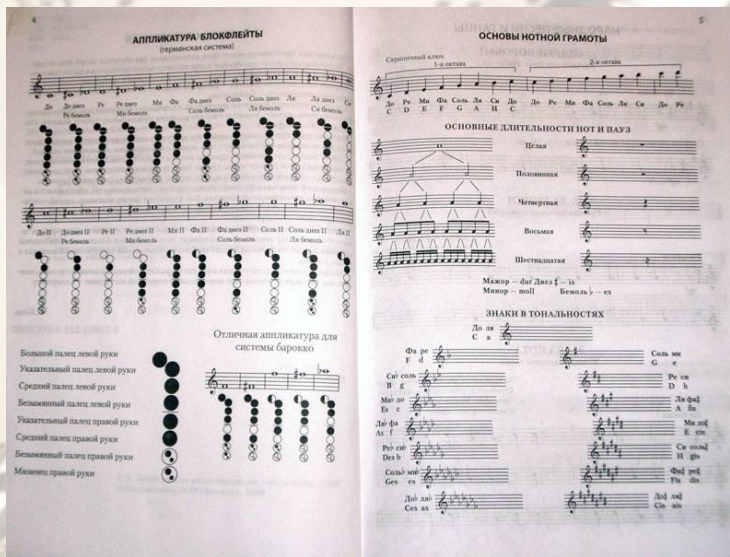 4
АППЛИКАТУРА БЛОКФЛЕЙТЫ
(германская система)
До До диез Ре Ре диез Ми Фа Фа диез Соль Соль диез Ля Ля диез Си
Ре бемоль Ми бемоль Соль бемоль Ля бемоль Си бемоль
До II До диез II Ре II Ре диез II Ми II Фа II Фа диез II Соль II Соль диез II Ля II
Ре бемоль Ми бемоль Соль бемоль Ля бемоль
Отличная аппликатура для
системы барокко
Большой палец левой руки
Указательный палец левой руки
Средний палец левой руки
Безымянный палец левой руки
Указательный палец правой руки
Средний палец правой руки
Безымянный палец правой руки
Мизинец правой руки
5
ОСНОВЫ НОТНОЙ ГРАМОТЫ
Скрипичный ключ
1-я октава 2-я октава
До Ре Ми Фа Соль Ля Си До До Ре Ми Фа Соль Ля Си До Ре
C D E F G A H C
ОСНОВНЫЕ ДЛИТЕЛЬНОСТИ НОТ И ПАУЗ
Целая
Половинная
Четвертная
Восьмая
Шестнадцатая
Мажор – dur Диез ♯ – is
Минор – moll Бемоль ♭ – es
ЗНАКИ В ТОНАЛЬНОСТЯХ
До ля
C a
Фа ре Соль ми
F d G e
Си♭ соль Ре си
B g D h
Ми♭ до Ля фа♯
Es c A fis
Ля♭ фа Ми до♯
As f E cis
Ре♭ си♭ Си соль♯
Des b H gis
Соль♭ ми♭ Фа♯ ре♯
Ges es Fis dis
До♭ ля♭ До♯ ля♯
Ces as Cis ais